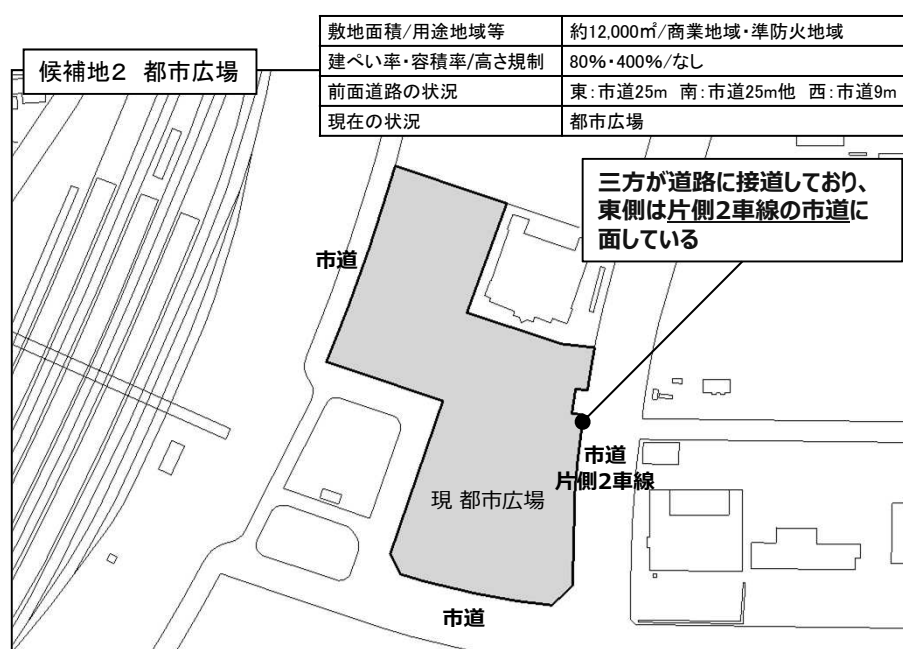 候補地2 都市広場
敷地面積/用途地域等 約12,000㎡/商業地域・準防火地域
建ぺい率・容積率/高さ規制 80%・400%/なし
前面道路の状況 東:市道25m 南:市道25m他 西:市道9m
現在の状況 都市広場
三方が道路に接道しており、
東側は片側2車線の市道に
面している
市道
市道
片側2車線
現 都市広場
市道